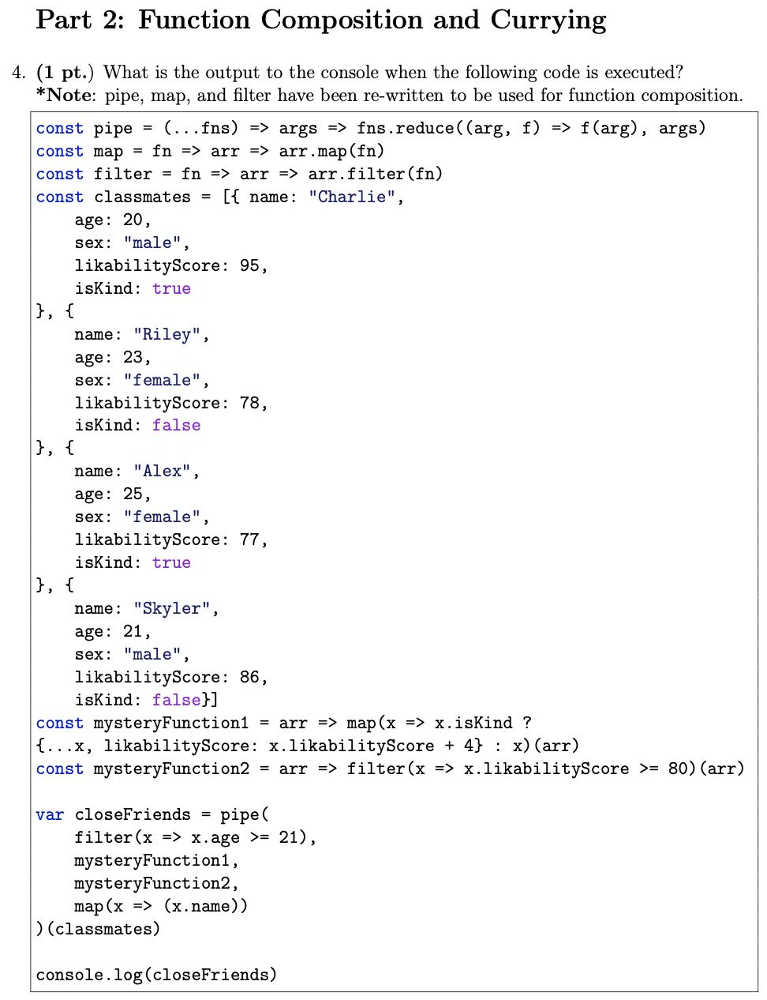 Part 2: Function Composition and Currying
4. (1 pt.) What is the output to the console when the following code is executed?
*Note: pipe, map, and filter have been re-written to be used for function composition.
const pipe = (...fns) => args => fns.reduce((arg, f) => f(arg), args)
const map = fn => arr => arr.map(fn)
const filter = fn => arr => arr.filter(fn)
const classmates = [{ name: "Charlie",
    age: 20,
    sex: "male",
    likabilityScore: 95,
    isKind: true
}, {
    name: "Riley",
    age: 23,
    sex: "female",
    likabilityScore: 78,
    isKind: false
}, {
    name: "Alex",
    age: 25,
    sex: "female",
    likabilityScore: 77,
    isKind: true
}, {
    name: "Skyler",
    age: 21,
    sex: "male",
    likabilityScore: 86,
    isKind: false}]
const mysteryFunction1 = arr => map(x => x.isKind ?
{...x, likabilityScore: x.likabilityScore + 4} : x)(arr)
const mysteryFunction2 = arr => filter(x => x.likabilityScore >= 80)(arr)
var closeFriends = pipe(
    filter(x => x.age >= 21),
    mysteryFunction1,
    mysteryFunction2,
    map(x => (x.name))
)(classmates)
console.log(closeFriends)